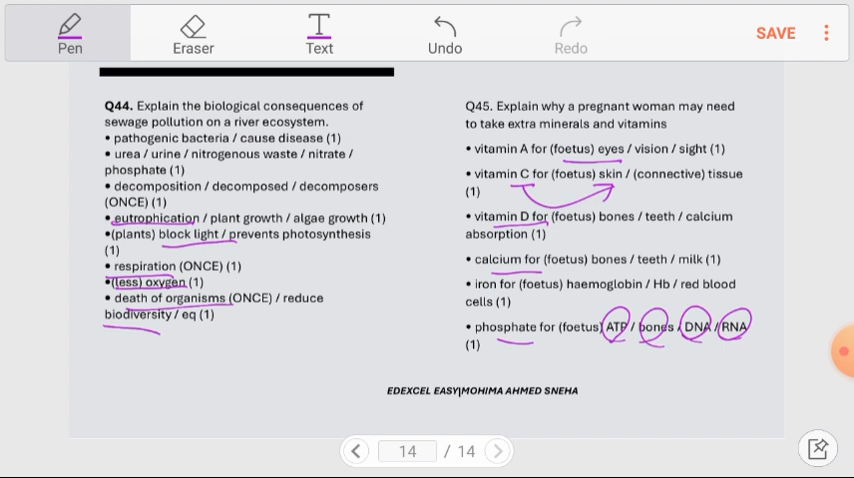 Pen
Eraser
Text
Undo
Redo
SAVE
Q44. Explain the biological consequences of
sewage pollution on a river ecosystem.
• pathogenic bacteria / cause disease (1)
• urea / urine / nitrogenous waste / nitrate /
phosphate (1)
• decomposition / decomposed / decomposers
(ONCE) (1)
• eutrophication / plant growth / algae growth (1)
•(plants) block light / prevents photosynthesis
(1)
• respiration (ONCE) (1)
•(less) oxygen (1)
• death of organisms (ONCE) / reduce
biodiversity / eq (1)
Q45. Explain why a pregnant woman may need
to take extra minerals and vitamins
• vitamin A for (foetus) eyes / vision / sight (1)
• vitamin C for (foetus) skin / (connective) tissue
(1)
• vitamin D for (foetus) bones / teeth / calcium
absorption (1)
• calcium for (foetus) bones / teeth / milk (1)
• iron for (foetus) haemoglobin / Hb / red blood
cells (1)
• phosphate for (foetus) ATP / bones / DNA / RNA
(1)
EDEXCEL EASY|MOHIMA AHMED SNEHA
14 / 14